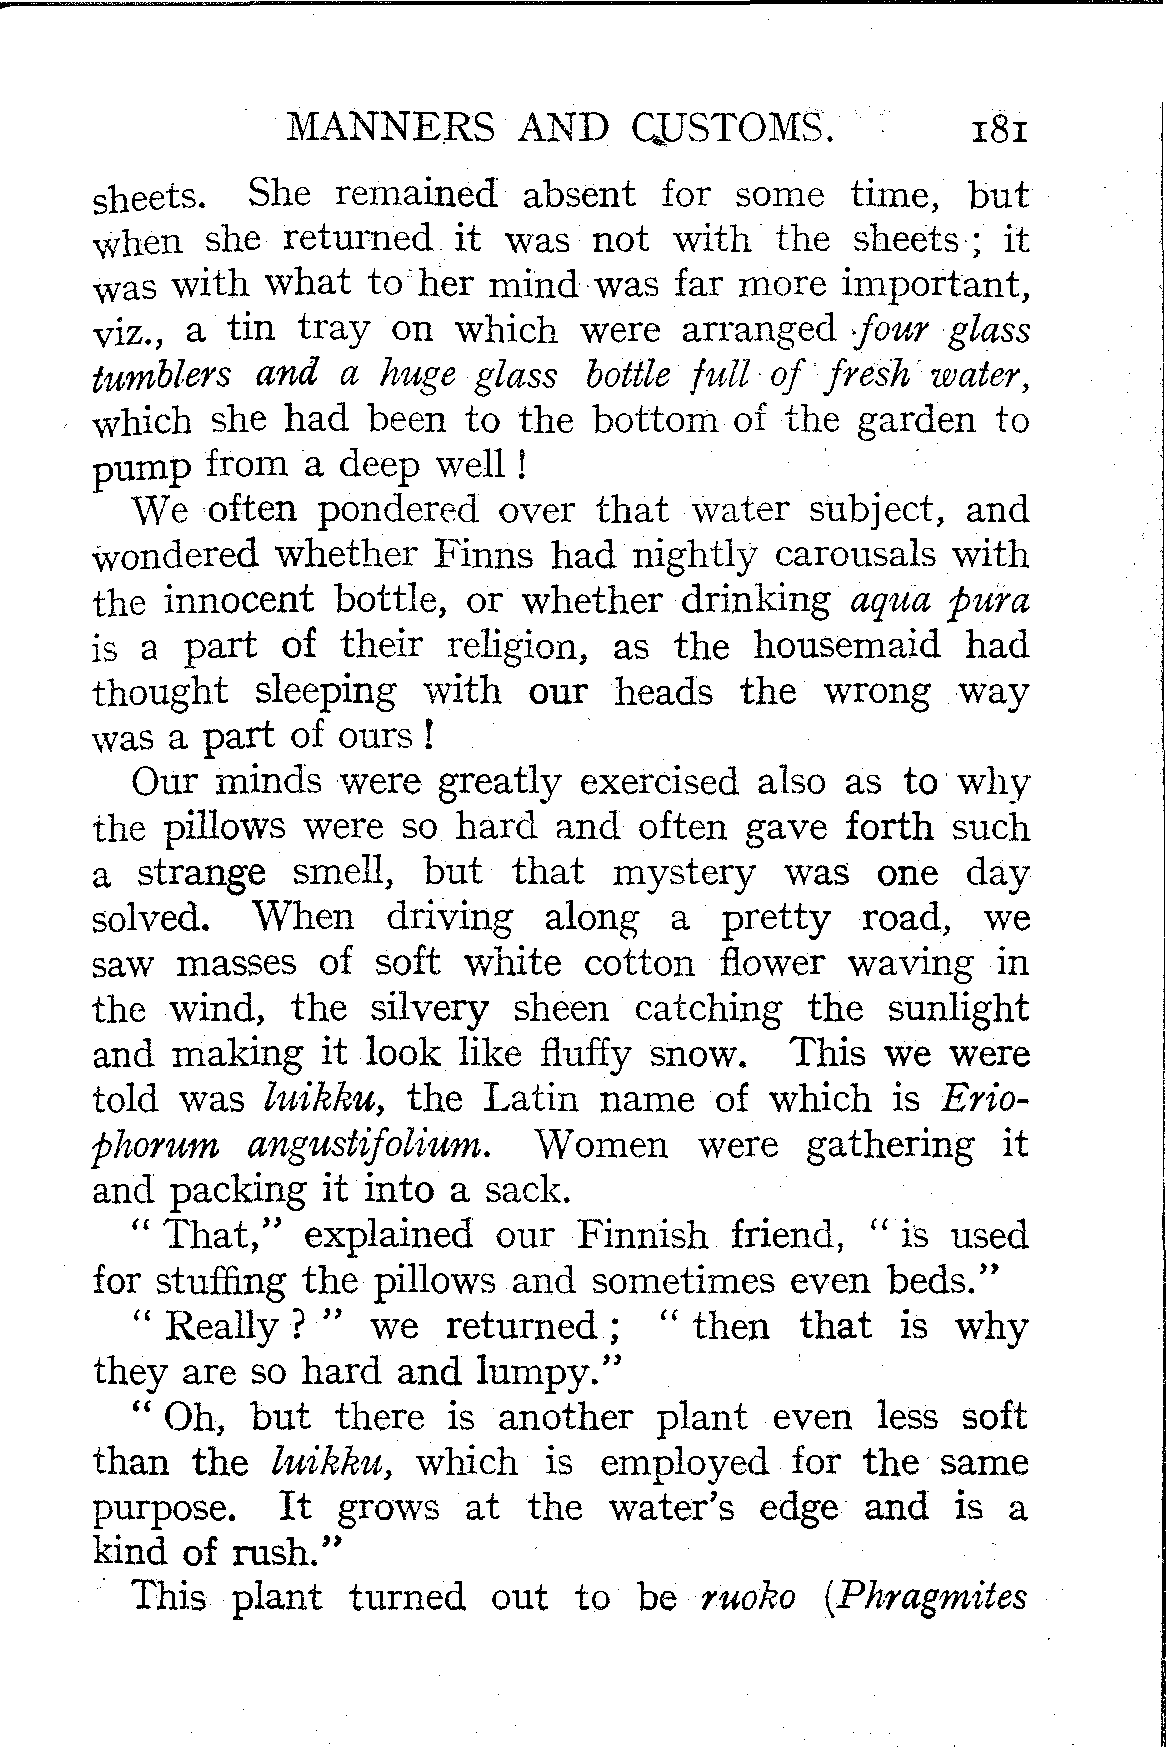 MANNERS AND CUSTOMS. 181
sheets. She remained absent for some time, but
when she returned it was not with the sheets ; it
was with what to her mind was far more important,
viz., a tin tray on which were arranged four glass
tumblers and a huge glass bottle full of fresh water,
which she had been to the bottom of the garden to
pump from a deep well !
We often pondered over that water subject, and
wondered whether Finns had nightly carousals with
the innocent bottle, or whether drinking aqua pura
is a part of their religion, as the housemaid had
thought sleeping with our heads the wrong way
was a part of ours !
Our minds were greatly exercised also as to why
the pillows were so hard and often gave forth such
a strange smell, but that mystery was one day
solved. When driving along a pretty road, we
saw masses of soft white cotton flower waving in
the wind, the silvery sheen catching the sunlight
and making it look like fluffy snow. This we were
told was luikku, the Latin name of which is Erio-
phorum angustifolium. Women were gathering it
and packing it into a sack.
" That," explained our Finnish friend, " is used
for stuffing the pillows and sometimes even beds."
" Really ? " we returned ; " then that is why
they are so hard and lumpy."
" Oh, but there is another plant even less soft
than the luikku, which is employed for the same
purpose. It grows at the water's edge and is a
kind of rush."
This plant turned out to be ruoko (Phragmites